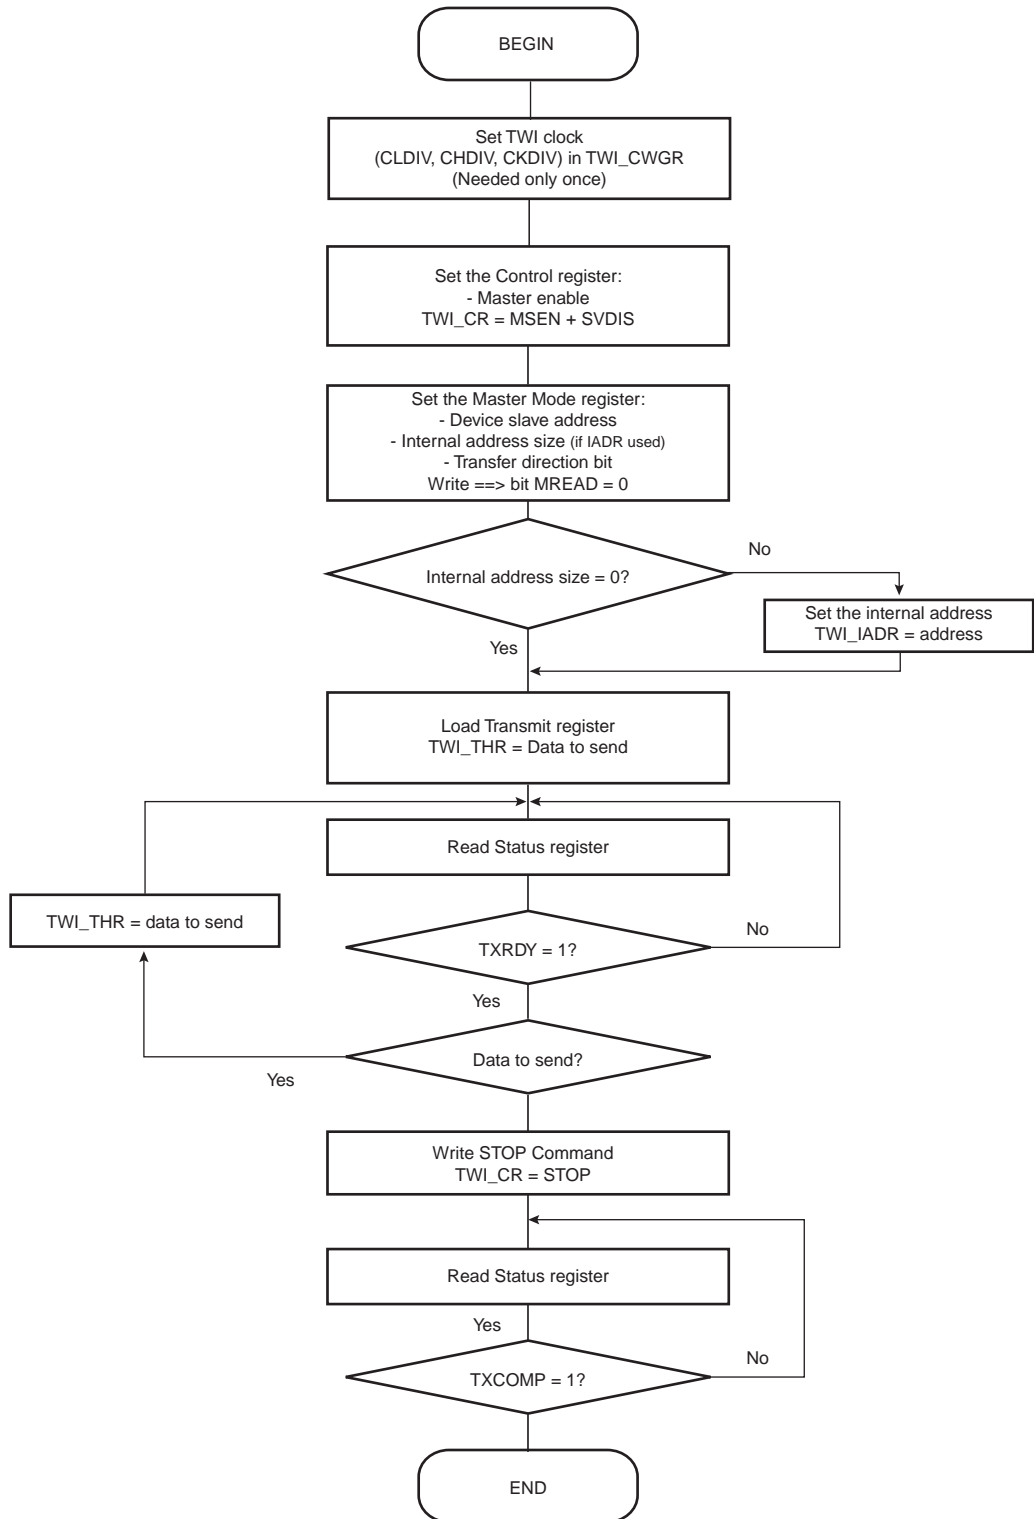 BEGIN
Set TWI clock
(CLDIV, CHDIV, CKDIV) in TWI_CWGR
(Needed only once)
Set the Control register:
- Master enable
TWI_CR = MSEN + SVDIS
Set the Master Mode register:
- Device slave address
- Internal address size (if IADR used)
- Transfer direction bit
Write ==> bit MREAD = 0
No
Internal address size = 0?
Set the internal address
TWI_IADR = address
Yes
Load Transmit register
TWI_THR = Data to send
Read Status register
TWI_THR = data to send
No
TXRDY = 1?
Yes
Data to send?
Yes
Write STOP Command
TWI_CR = STOP
Read Status register
Yes
No
TXCOMP = 1?
END